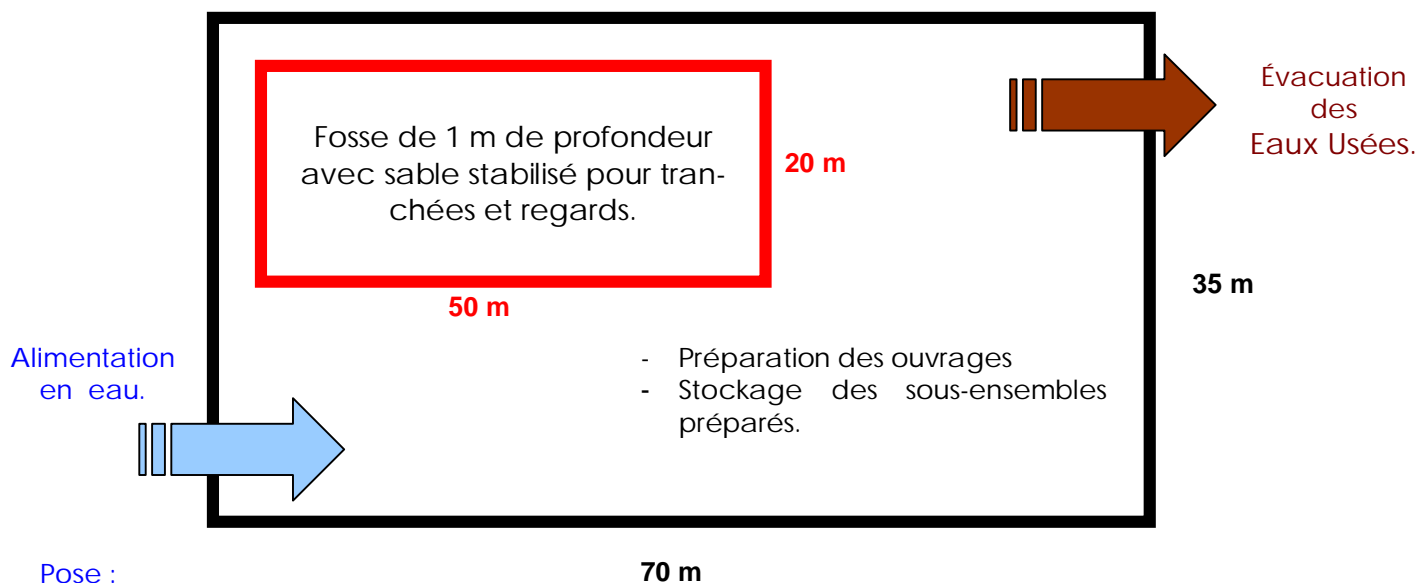 Évacuation
des
Eaux Usées.
Fosse de 1 m de profondeur
avec sable stabilisé pour tran-
chées et regards.
20 m
50 m
35 m
Alimentation
en eau.
- Préparation des ouvrages
- Stockage des sous-ensembles
préparés.
Pose :
70 m